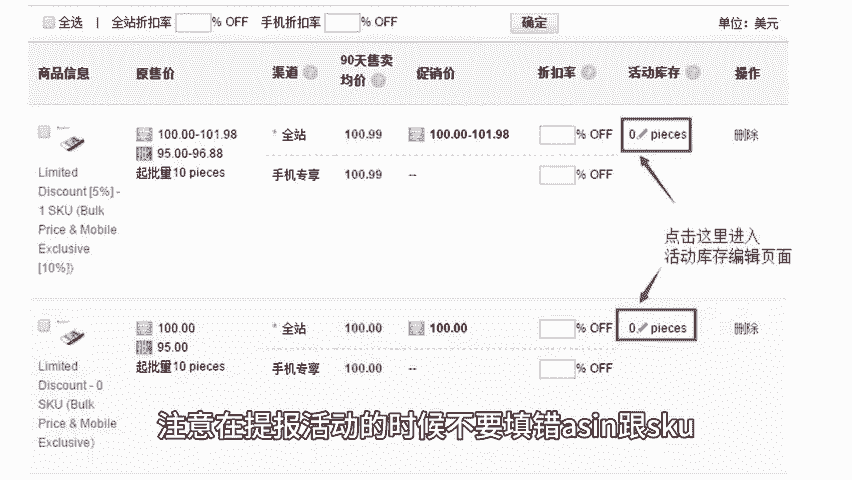 全选 | 全站折扣率 % OFF 手机折扣率 % OFF 确定 单位：美元
商品信息 原售价 渠道 90天售卖均价 促销价 折扣率 活动库存 操作
100.00-101.98 * 全站 100.99 100.00-101.98 % OFF 0 pieces 删除
95.00-96.88
起批量10 pieces 手机专享 100.99 -- % OFF
Limited
Discount [5%] -
1 SKU (Bulk
Price & Mobile
Exclusive
[10%])
点击这里进入
活动库存编辑页面
100.00 * 全站 100.00 100.00 % OFF 0 pieces 删除
95.00
起批量10 pieces 手机专享 100.00 -- % OFF
Limited
Discount - 0
SKU (Bulk
Price & Mobile
Exclusive)
注意在提报活动的时候不要填错asin跟sku